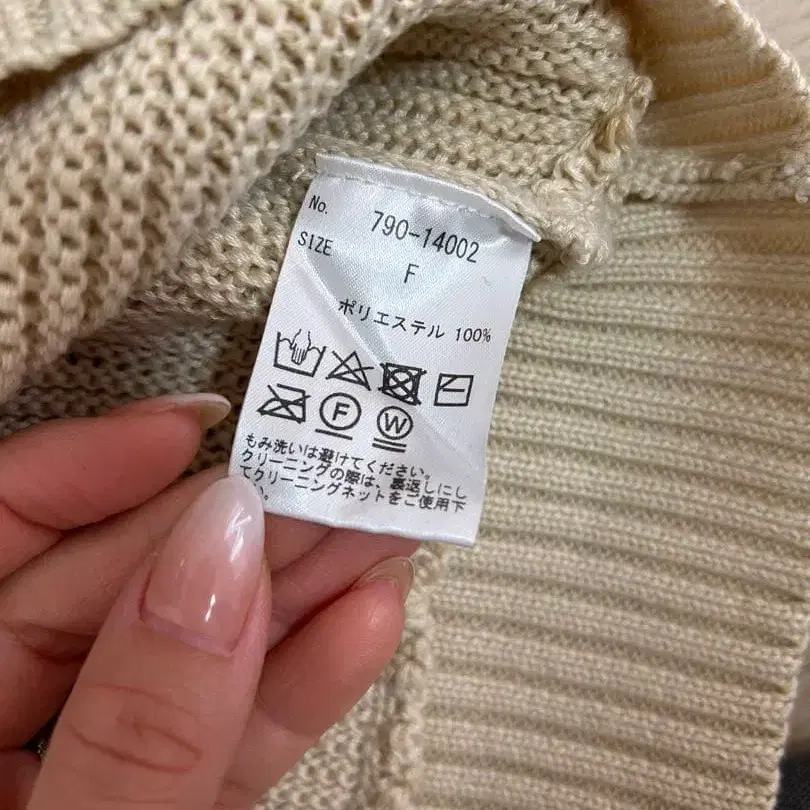 No. 790-14002
SIZE F
ポリエステル 100%
F W
もみ洗いは避けてください。
クリーニングの際は、裏返しにし
てクリーニングネットをご使用下
い。